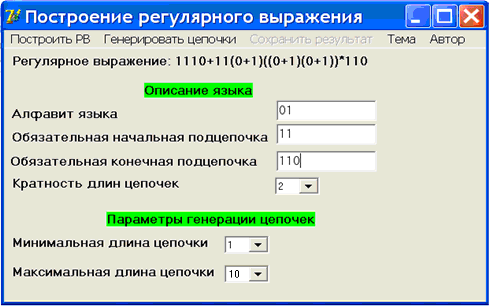 Построение регулярного выражения
Построить РВ Генерировать цепочки Сохранить результат Тема Автор
Регулярное выражение: 1110+11(0+1)((0+1)(0+1))*110
Описание языка
Алфавит языка 01
Обязательная начальная подцепочка 11
Обязательная конечная подцепочка 110
Кратность длин цепочек 2
Параметры генерации цепочек
Минимальная длина цепочки 1
Максимальная длина цепочки 10